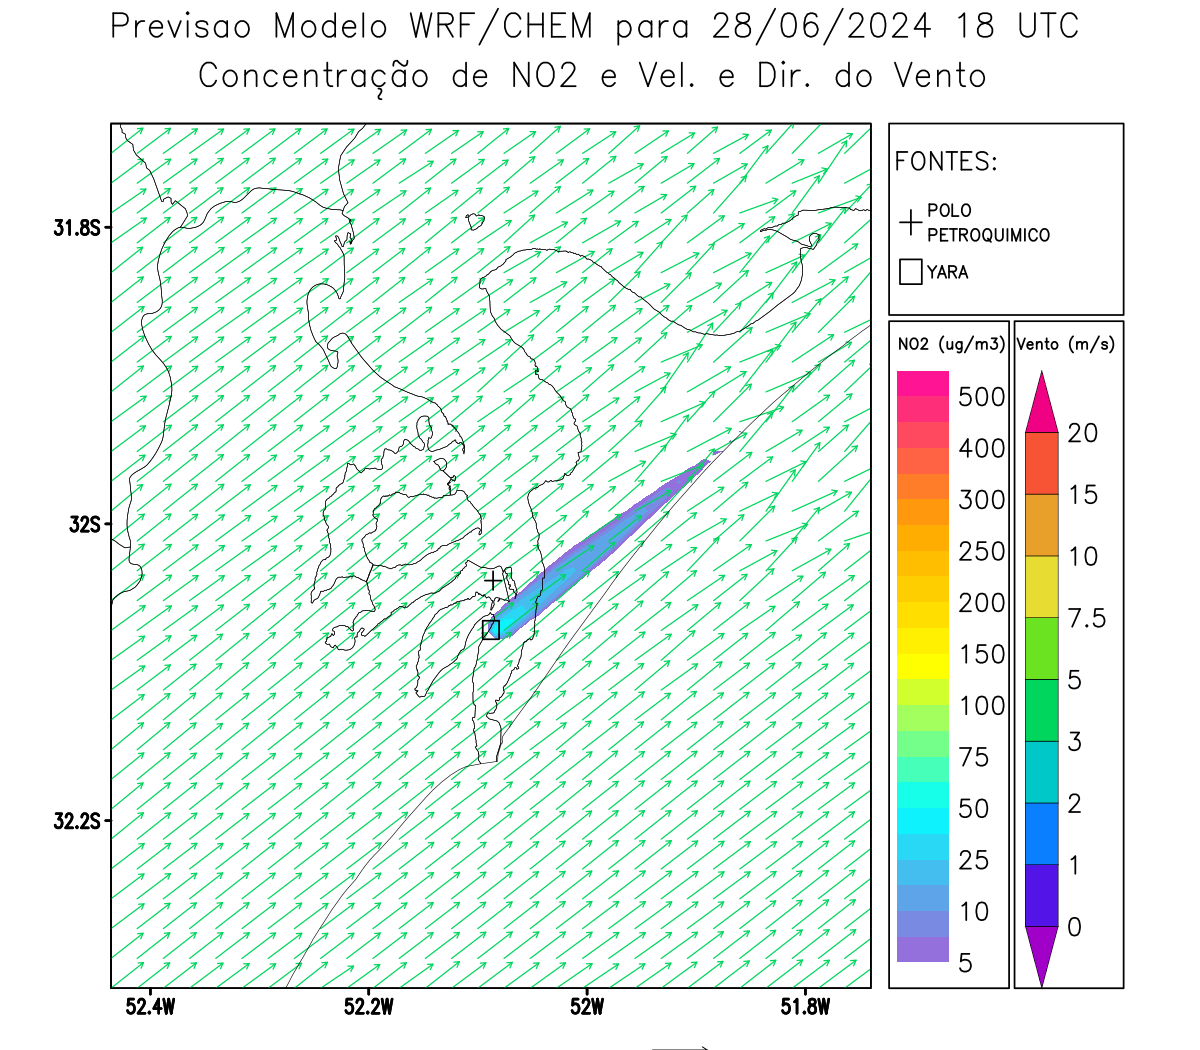 Previsao Modelo WRF/CHEM para 28/06/2024 18 UTC
Concentração de NO2 e Vel. e Dir. do Vento
FONTES:
POLO
PETROQUIMICO
YARA
31.8S
32S
32.2S
52.4W
52.2W
52W
51.8W
NO2 (ug/m3)
500
400
300
250
200
150
100
75
50
25
10
5
Vento (m/s)
20
15
10
7.5
5
3
2
1
0